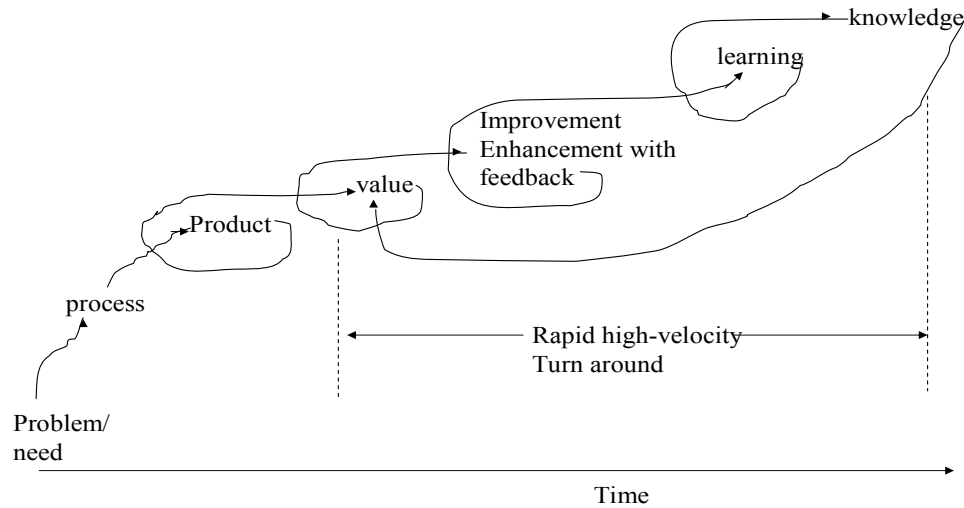 knowledge
learning
Improvement
Enhancement with
feedback
value
Product
process
Rapid high-velocity
Turn around
Problem/
need
Time